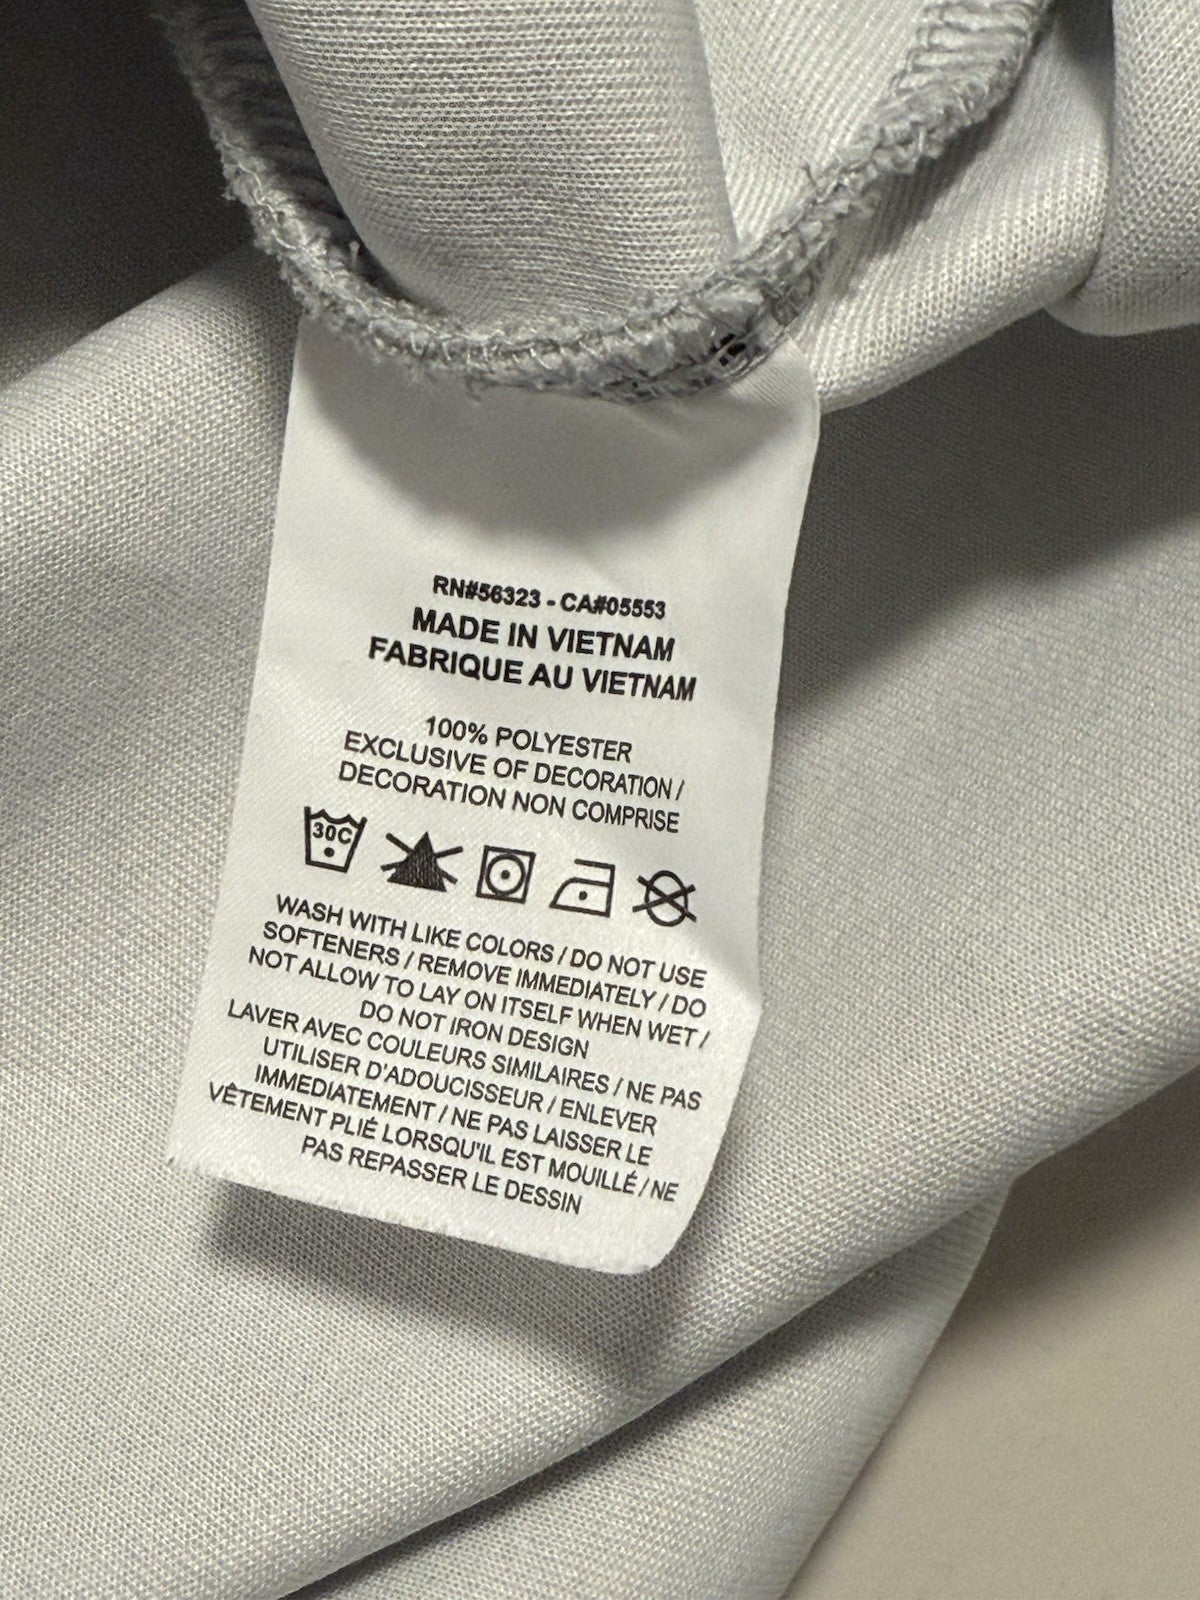 RN#56323 - CA#05553
MADE IN VIETNAM
FABRIQUE AU VIETNAM
100% POLYESTER
EXCLUSIVE OF DECORATION /
DECORATION NON COMPRISE
30C
WASH WITH LIKE COLORS / DO NOT USE
SOFTENERS / REMOVE IMMEDIATELY / DO
NOT ALLOW TO LAY ON ITSELF WHEN WET /
DO NOT IRON DESIGN
LAVER AVEC COULEURS SIMILAIRES / NE PAS
UTILISER D'ADOUCISSEUR / ENLEVER
IMMEDIATEMENT / NE PAS LAISSER LE
VÊTEMENT PLIÉ LORSQU'IL EST MOUILLÉ / NE
PAS REPASSER LE DESSIN